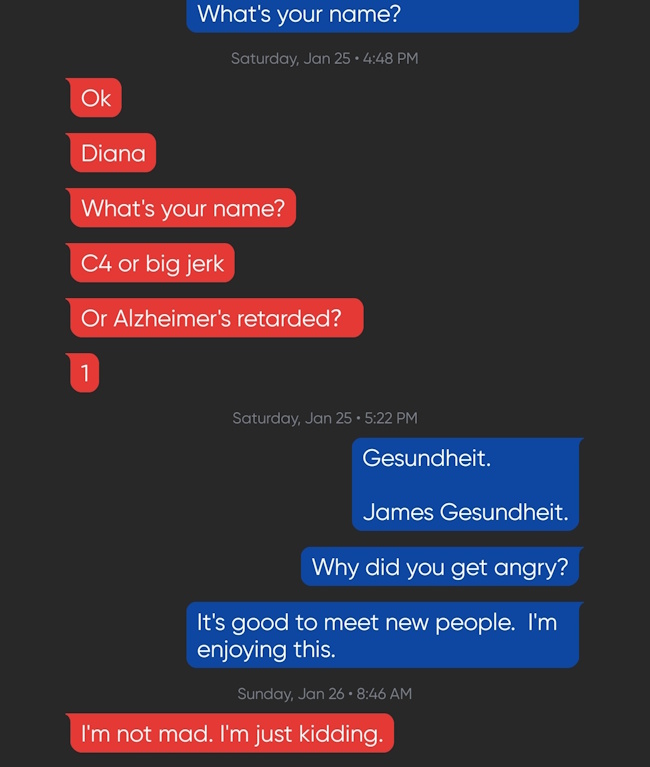 What's your name?
Saturday, Jan 25 • 4:48 PM
Ok
Diana
What's your name?
C4 or big jerk
Or Alzheimer's retarded?
1
Saturday, Jan 25 • 5:22 PM
Gesundheit.
James Gesundheit.
Why did you get angry?
It's good to meet new people.  I'm
enjoying this.
Sunday, Jan 26 • 8:46 AM
I'm not mad. I'm just kidding.